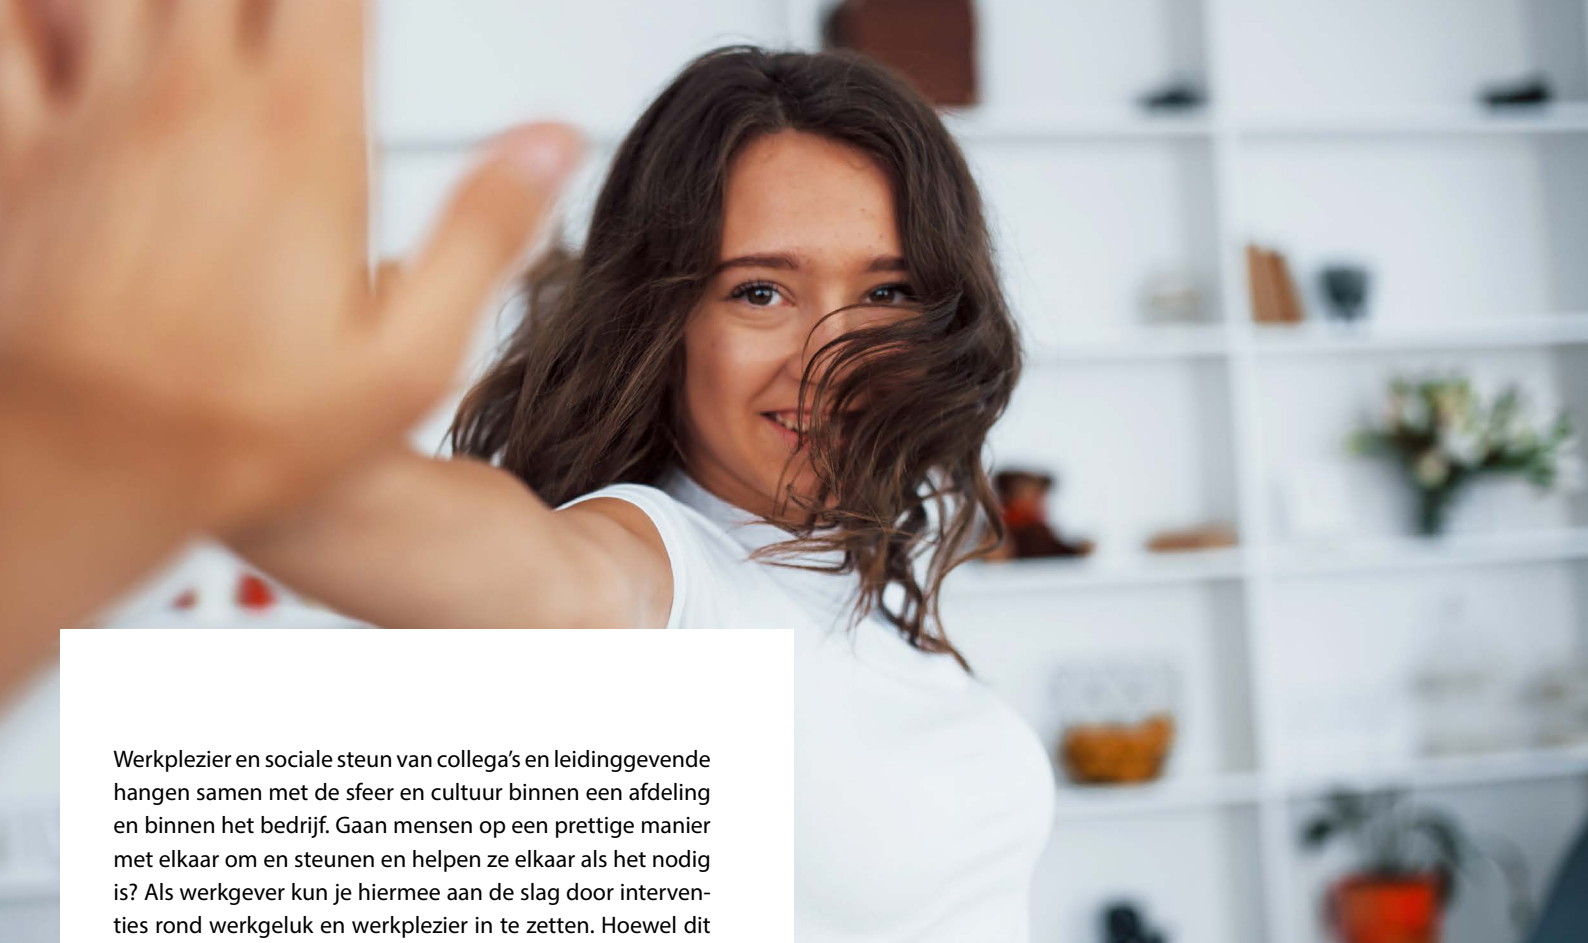 Werkplezier en sociale steun van collega’s en leidinggevende
hangen samen met de sfeer en cultuur binnen een afdeling
en binnen het bedrijf. Gaan mensen op een prettige manier
met elkaar om en steunen en helpen ze elkaar als het nodig
is? Als werkgever kun je hiermee aan de slag door interven-
ties rond werkgeluk en werkplezier in te zetten. Hoewel dit